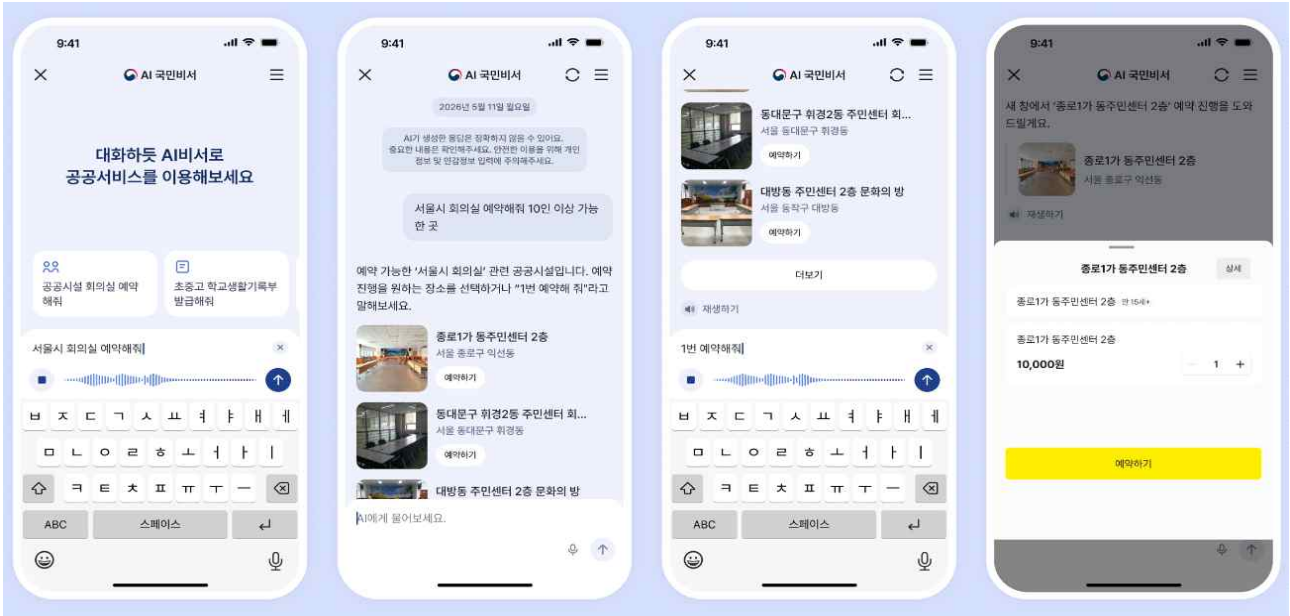 9:41
AI 국민비서
대화하듯 AI비서로
공공서비스를 이용해보세요
공공시설 회의실 예약
해줘
초중고 학교생활기록부
발급해줘
서울시 회의실 예약해줘
ㅂ ㅈ ㄷ ㄱ ㅅ ㅛ ㅕ ㅑ ㅐ ㅔ
ㅁ ㄴ ㅇ ㄹ ㅎ ㅗ ㅓ ㅏ ㅣ
ㅋ ㅌ ㅊ ㅍ ㅠ ㅜ ㅡ
ABC 스페이스
9:41
AI 국민비서
2026년 5월 11일 월요일
AI가 생성한 응답은 정확하지 않을 수 있어요.
중요한 내용은 확인해주세요. 안전한 이용을 위해 개인
정보 및 민감정보 입력에 주의해주세요.
서울시 회의실 예약해줘 10인 이상 가능
한 곳
예약 가능한 ‘서울시 회의실’ 관련 공공시설입니다. 예약
진행을 원하는 장소를 선택하거나 “1번 예약해 줘”라고
말해보세요.
종로1가 동주민센터 2층
서울 종로구 익선동
예약하기
동대문구 휘경2동 주민센터 회...
서울 동대문구 휘경동
예약하기
대방동 주민센터 2층 문화의 방
AI에게 물어보세요.
9:41
AI 국민비서
동대문구 휘경2동 주민센터 회...
서울 동대문구 휘경동
예약하기
대방동 주민센터 2층 문화의 방
서울 동작구 대방동
예약하기
더보기
재생하기
1번 예약해줘
ㅂ ㅈ ㄷ ㄱ ㅅ ㅛ ㅕ ㅑ ㅐ ㅔ
ㅁ ㄴ ㅇ ㄹ ㅎ ㅗ ㅓ ㅏ ㅣ
ㅋ ㅌ ㅊ ㅍ ㅠ ㅜ ㅡ
ABC 스페이스
9:41
AI 국민비서
새 창에서 ‘종로1가 동주민센터 2층’ 예약 진행을 도와
드릴게요.
종로1가 동주민센터 2층
서울 종로구 익선동
재생하기
종로1가 동주민센터 2층 상세
종로1가 동주민센터 2층 만 15세+
종로1가 동주민센터 2층
10,000원 - 1 +
예약하기